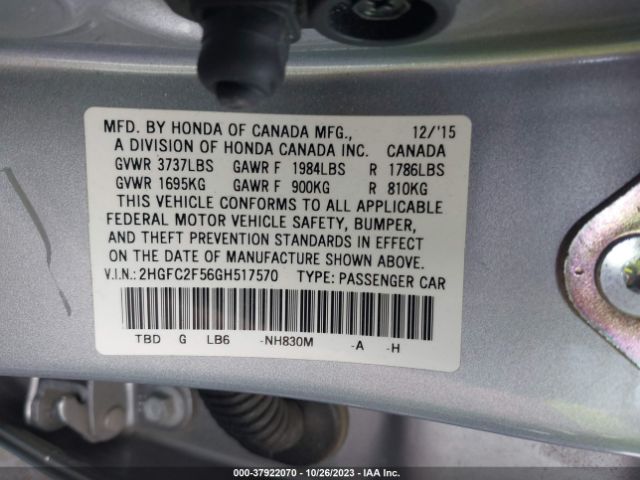 MFD. BY HONDA OF CANADA MFG., 12/'15
A DIVISION OF HONDA CANADA INC. CANADA
GVWR 3737LBS GAWR F 1984LBS R 1786LBS
GVWR 1695KG GAWR F 900KG R 810KG
THIS VEHICLE CONFORMS TO ALL APPLICABLE
FEDERAL MOTOR VEHICLE SAFETY, BUMPER,
AND THEFT PREVENTION STANDARDS IN EFFECT
ON THE DATE OF MANUFACTURE SHOWN ABOVE.
V.I.N.: 2HGFC2F56GH517570 TYPE: PASSENGER CAR
TBD G LB6 -NH830M -A -H
000-37922070 - 10/26/2023 - IAA Inc.